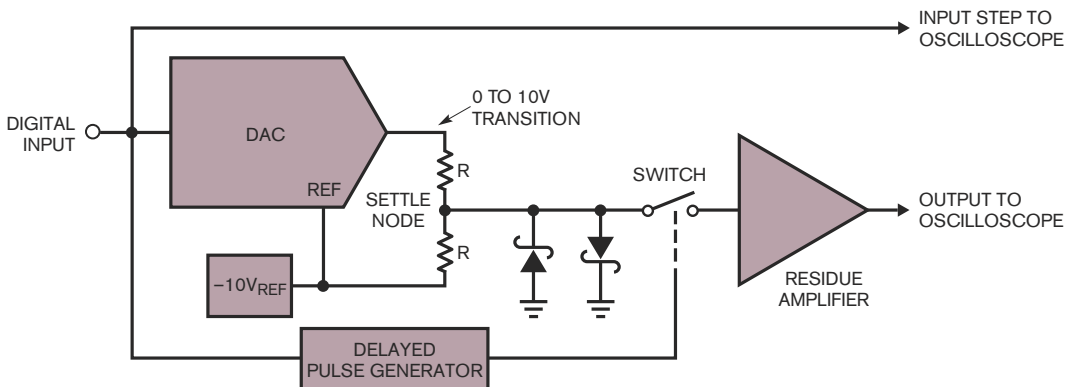 INPUT STEP TO
OSCILLOSCOPE
0 TO 10V
TRANSITION
DIGITAL
INPUT
DAC
REF
R
SETTLE
NODE
SWITCH
OUTPUT TO
OSCILLOSCOPE
R
–10VREF
RESIDUE
AMPLIFIER
DELAYED
PULSE GENERATOR